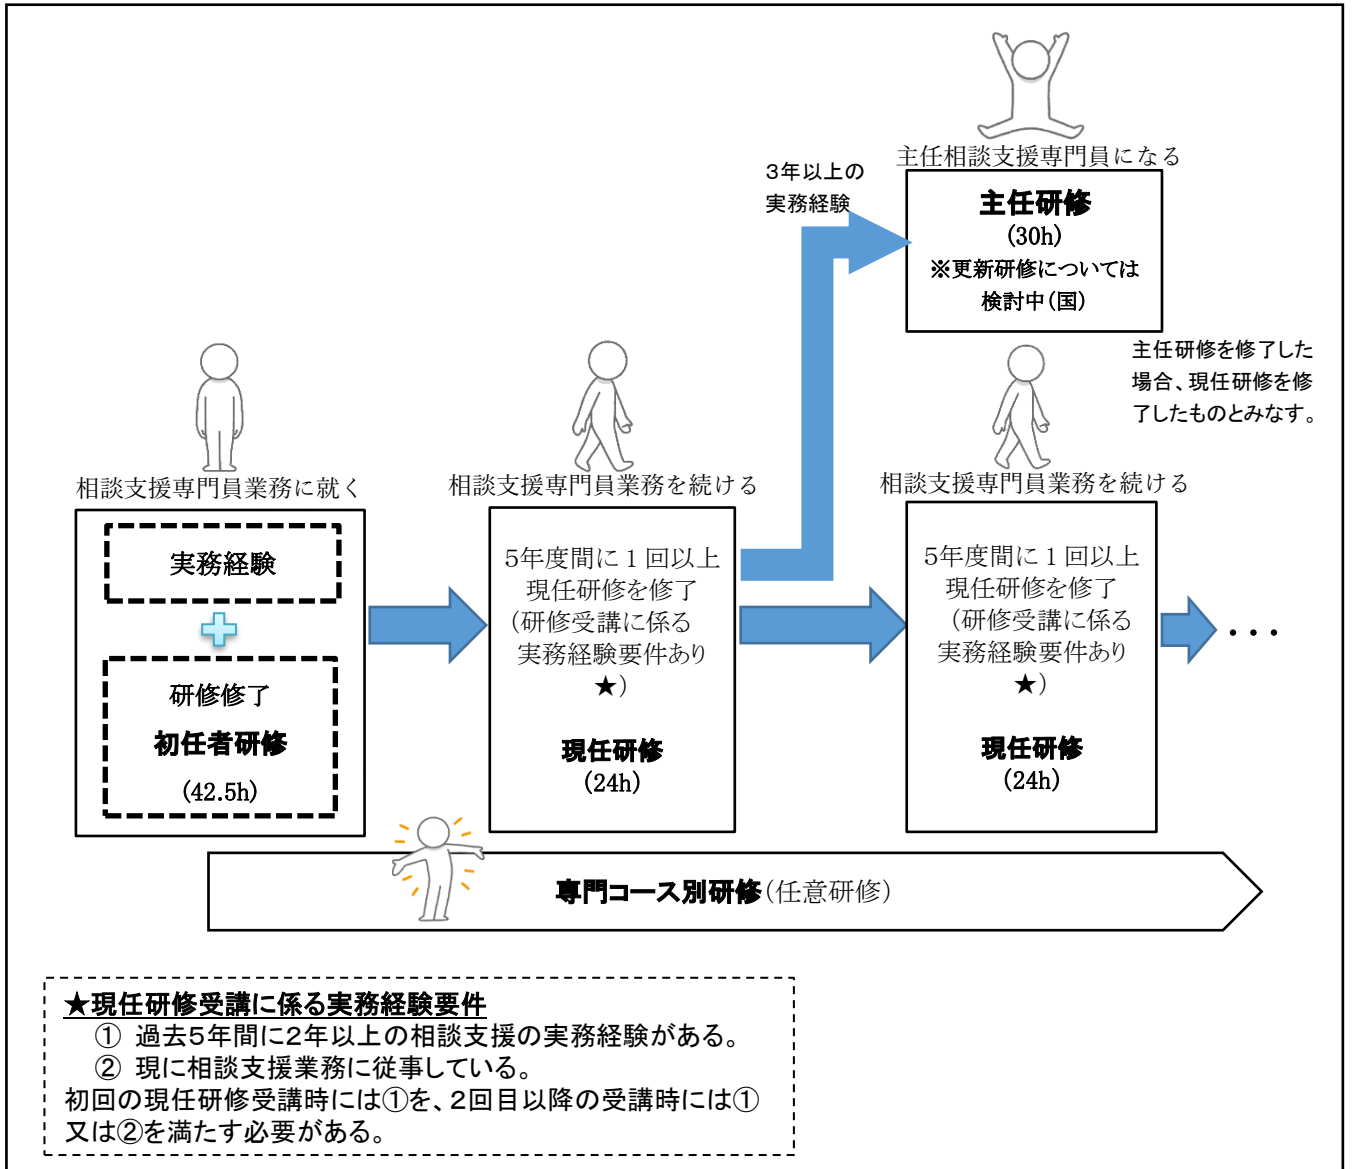 主任相談支援専門員になる
3年以上の
実務経験
主任研修
(30h)
※更新研修については
検討中(国)
主任研修を修了した
場合、現任研修を修
了したものとみなす。
相談支援専門員業務に就く
実務経験
研修修了
初任者研修
(42.5h)
相談支援専門員業務を続ける
5年度間に1回以上
現任研修を修了
(研修受講に係る
実務経験要件あり
★)
現任研修
(24h)
相談支援専門員業務を続ける
5年度間に1回以上
現任研修を修了
(研修受講に係る
実務経験要件あり
★)
現任研修
(24h)
・・・
専門コース別研修(任意研修)
★現任研修受講に係る実務経験要件
① 過去5年間に2年以上の相談支援の実務経験がある。
② 現に相談支援業務に従事している。
初回の現任研修受講時には①を、2回目以降の受講時には①
又は②を満たす必要がある。